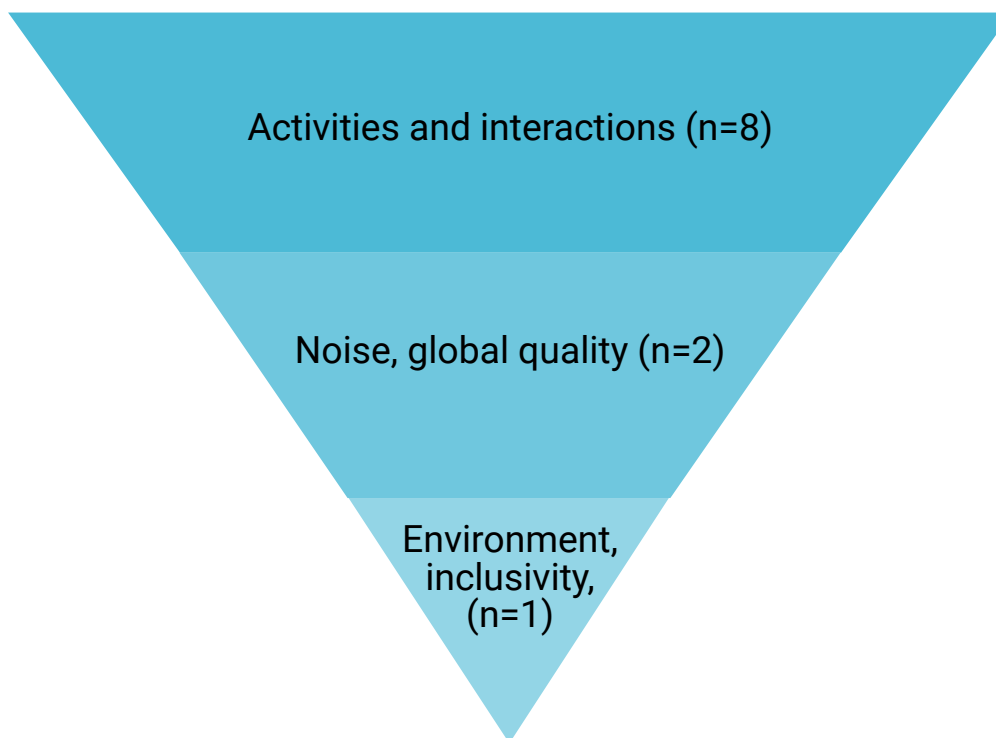 Activities and interactions (n=8)
Noise, global quality (n=2)
Environment,
inclusivity,
(n=1)